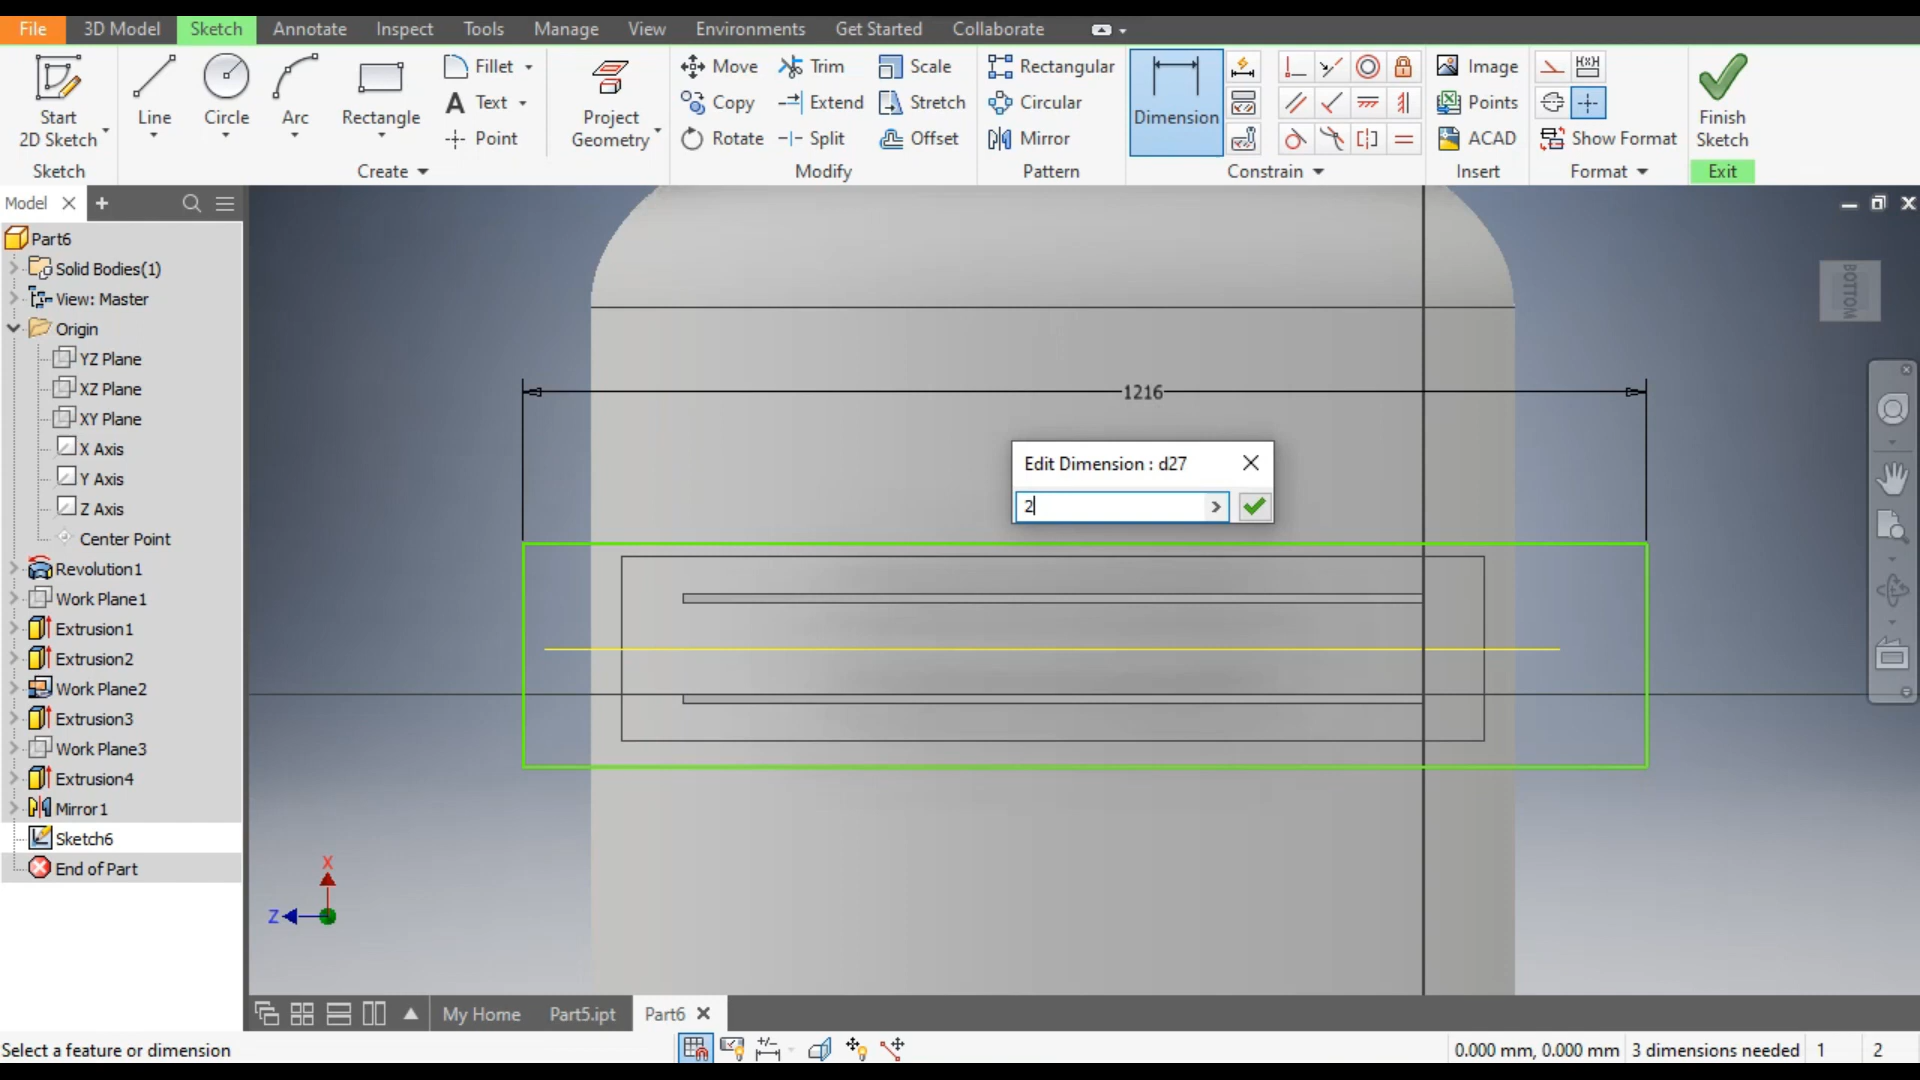 File 3D Model Sketch Annotate Inspect Tools Manage View Environments Get Started Collaborate
Start 2D Sketch
Line
Circle
Arc
Rectangle
Fillet
Text
Point
Project Geometry
Move
Copy
Rotate
Trim
Extend
Split
Scale
Stretch
Offset
Rectangular
Circular
Mirror
Dimension
Image
Points
ACAD
Show Format
Finish Sketch
Sketch Create Modify Pattern Constrain Insert Format Exit
Model
Part6
Solid Bodies(1)
View: Master
Origin
YZ Plane
XZ Plane
XY Plane
X Axis
Y Axis
Z Axis
Center Point
Revolution1
Work Plane1
Extrusion1
Extrusion2
Work Plane2
Extrusion3
Work Plane3
Extrusion4
Mirror1
Sketch6
End of Part
BOTTOM
1216
Edit Dimension : d27
2
X
Z
My Home Part5.ipt Part6
Select a feature or dimension
0.000 mm, 0.000 mm 3 dimensions needed 1 2